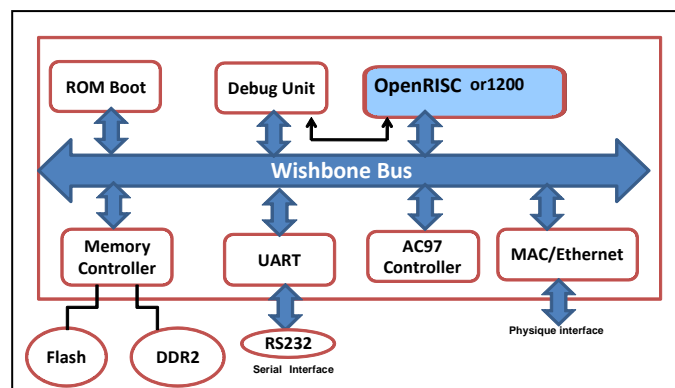 ROM Boot
Debug Unit
OpenRISC or1200
Wishbone Bus
Memory
Controller
UART
AC97
Controller
MAC/Ethernet
Flash
DDR2
RS232
Serial Interface
Physique interface